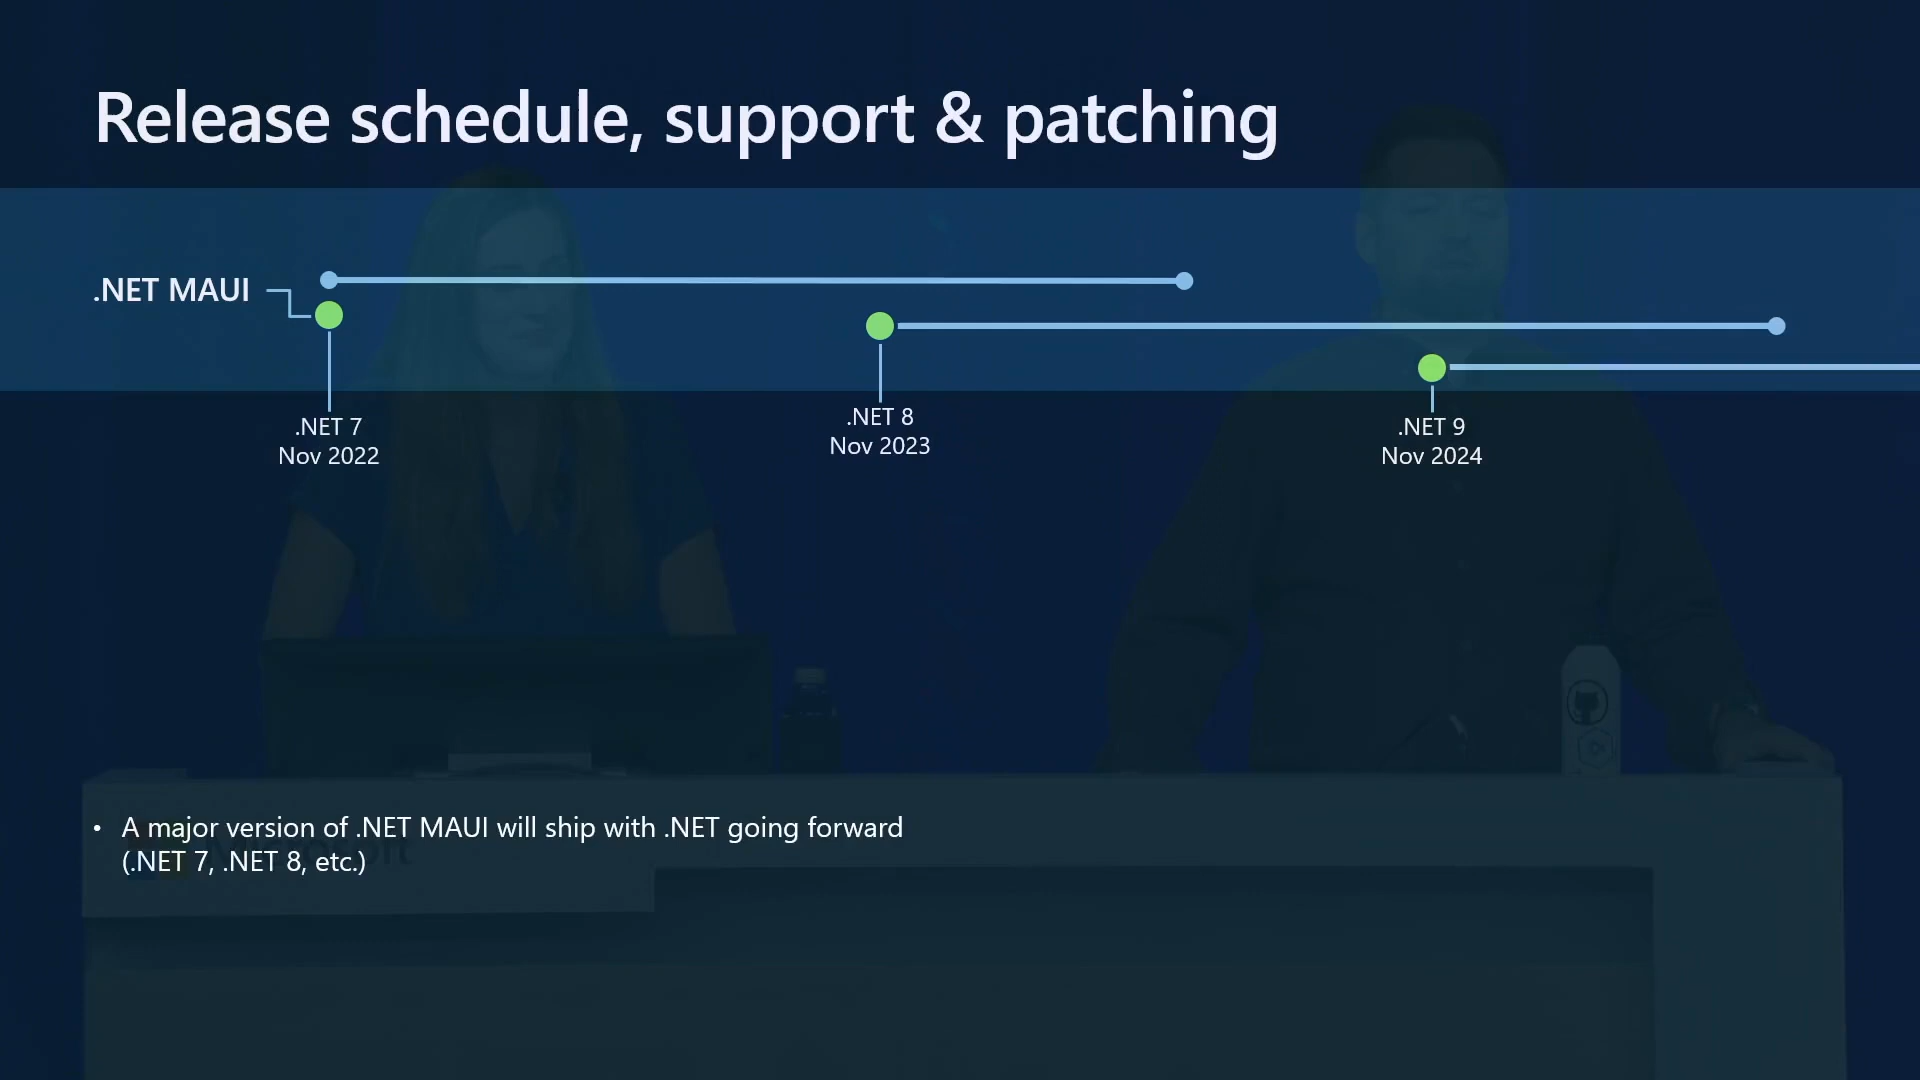 Release schedule, support & patching
.NET MAUI
.NET 7
Nov 2022
.NET 8
Nov 2023
.NET 9
Nov 2024
• A major version of .NET MAUI will ship with .NET going forward
(.NET 7, .NET 8, etc.)